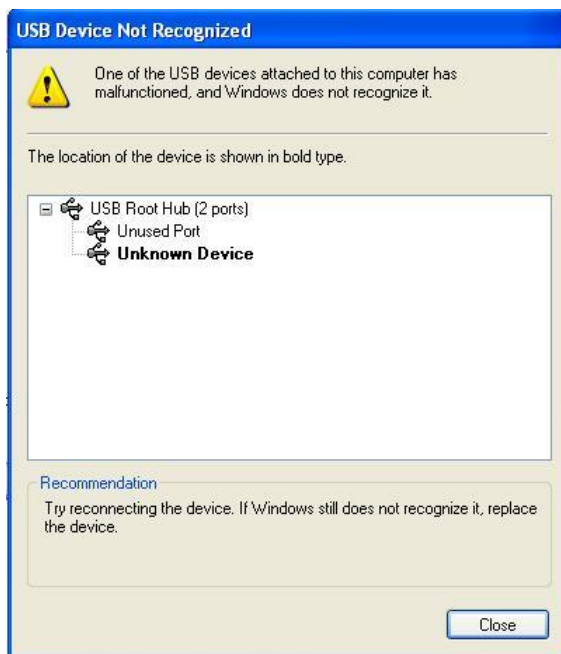 USB Device Not Recognized
One of the USB devices attached to this computer has
malfunctioned, and Windows does not recognize it.
The location of the device is shown in bold type.
USB Root Hub (2 ports)
Unused Port
Unknown Device
Recommendation
Try reconnecting the device. If Windows still does not recognize it, replace
the device.
Close